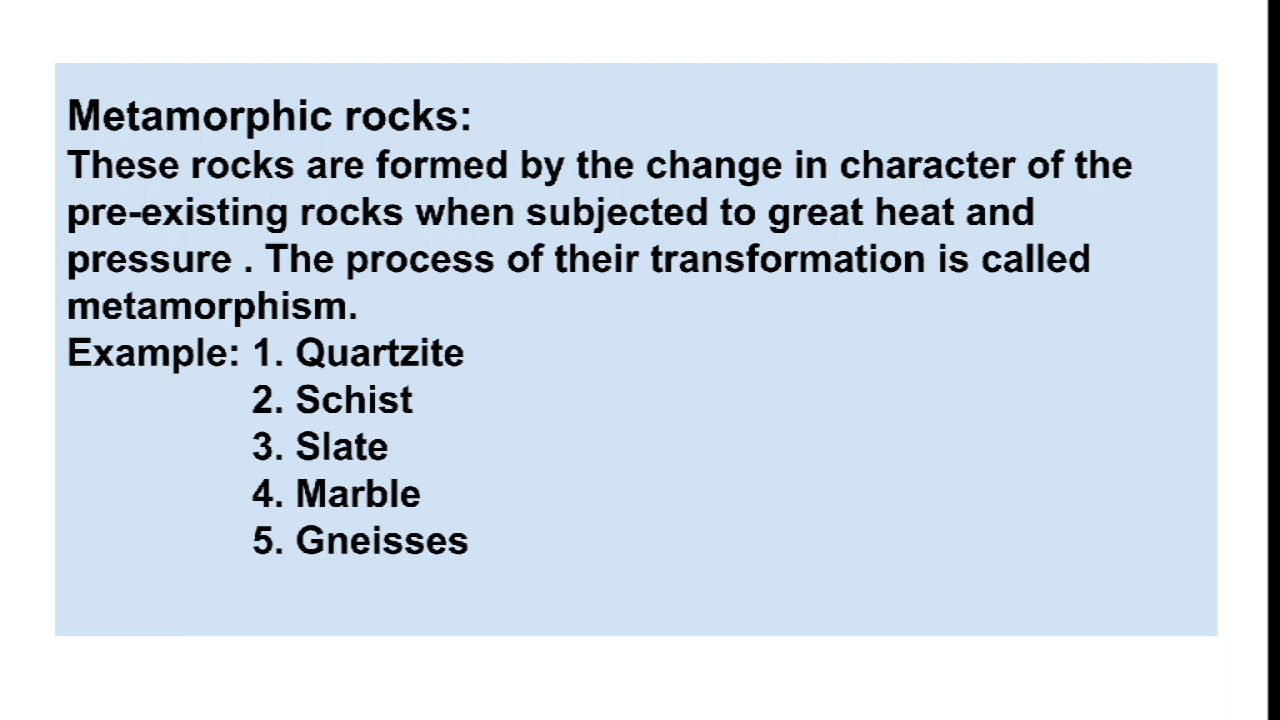 Metamorphic rocks:
These rocks are formed by the change in character of the
pre-existing rocks when subjected to great heat and
pressure . The process of their transformation is called
metamorphism.
Example: 1. Quartzite
2. Schist
3. Slate
4. Marble
5. Gneisses